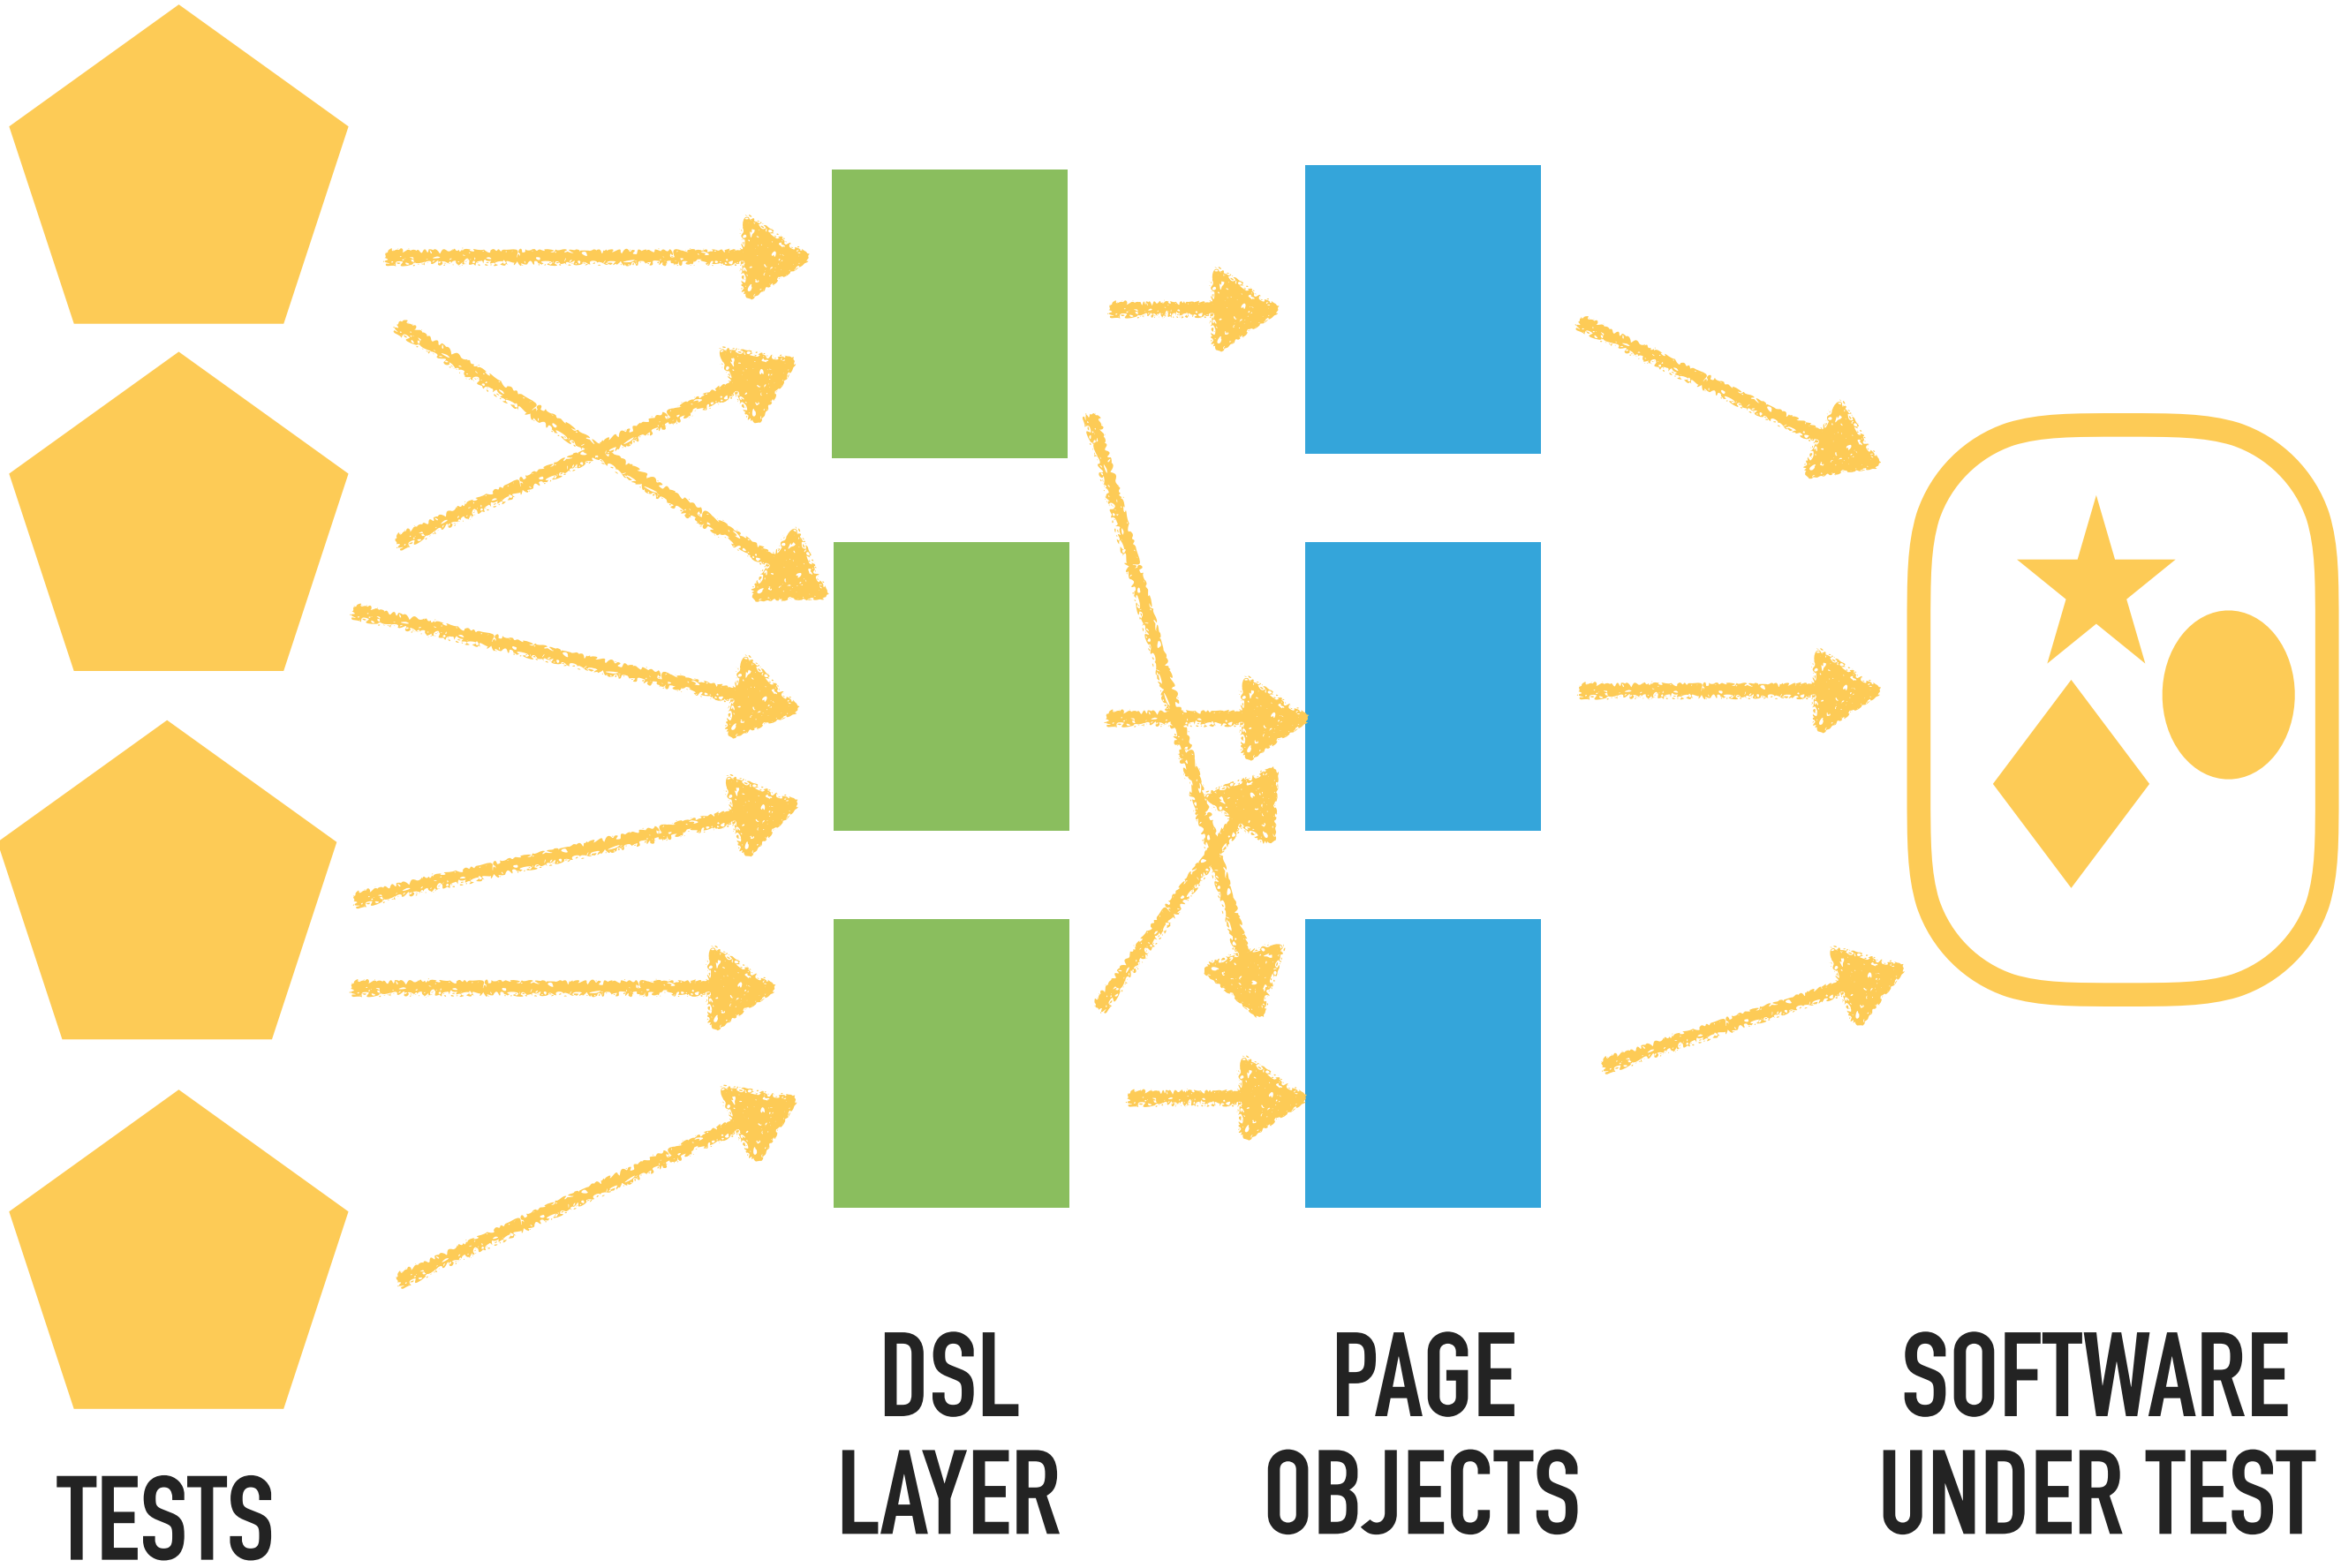 TESTS
DSL
LAYER
PAGE
OBJECTS
SOFTWARE
UNDER TEST